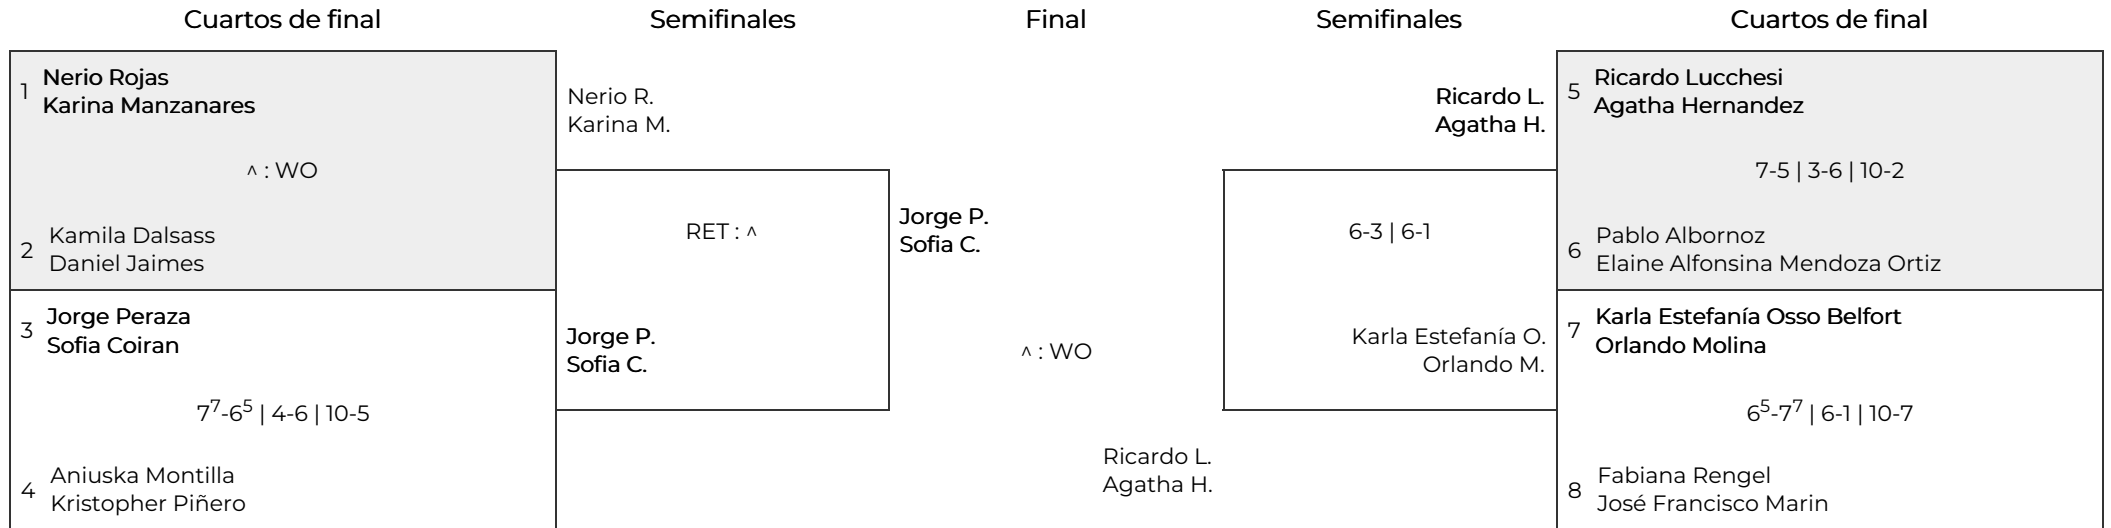 Cuartos de final
Semifinales
Final
Semifinales
Cuartos de final
1
Nerio Rojas
Karina Manzanares
^ : WO
2
Kamila Dalsass
Daniel Jaimes
3
Jorge Peraza
Sofia Coiran
7⁷-6⁵ | 4-6 | 10-5
4
Aniuska Montilla
Kristopher Piñero
Nerio R.
Karina M.
RET : ^
Jorge P.
Sofia C.
Jorge P.
Sofia C.
^ : WO
Ricardo L.
Agatha H.
Ricardo L.
Agatha H.
6-3 | 6-1
Karla Estefanía O.
Orlando M.
5
Ricardo Lucchesi
Agatha Hernandez
7-5 | 3-6 | 10-2
6
Pablo Albornoz
Elaine Alfonsina Mendoza Ortiz
7
Karla Estefanía Osso Belfort
Orlando Molina
6⁵-7⁷ | 6-1 | 10-7
8
Fabiana Rengel
José Francisco Marin